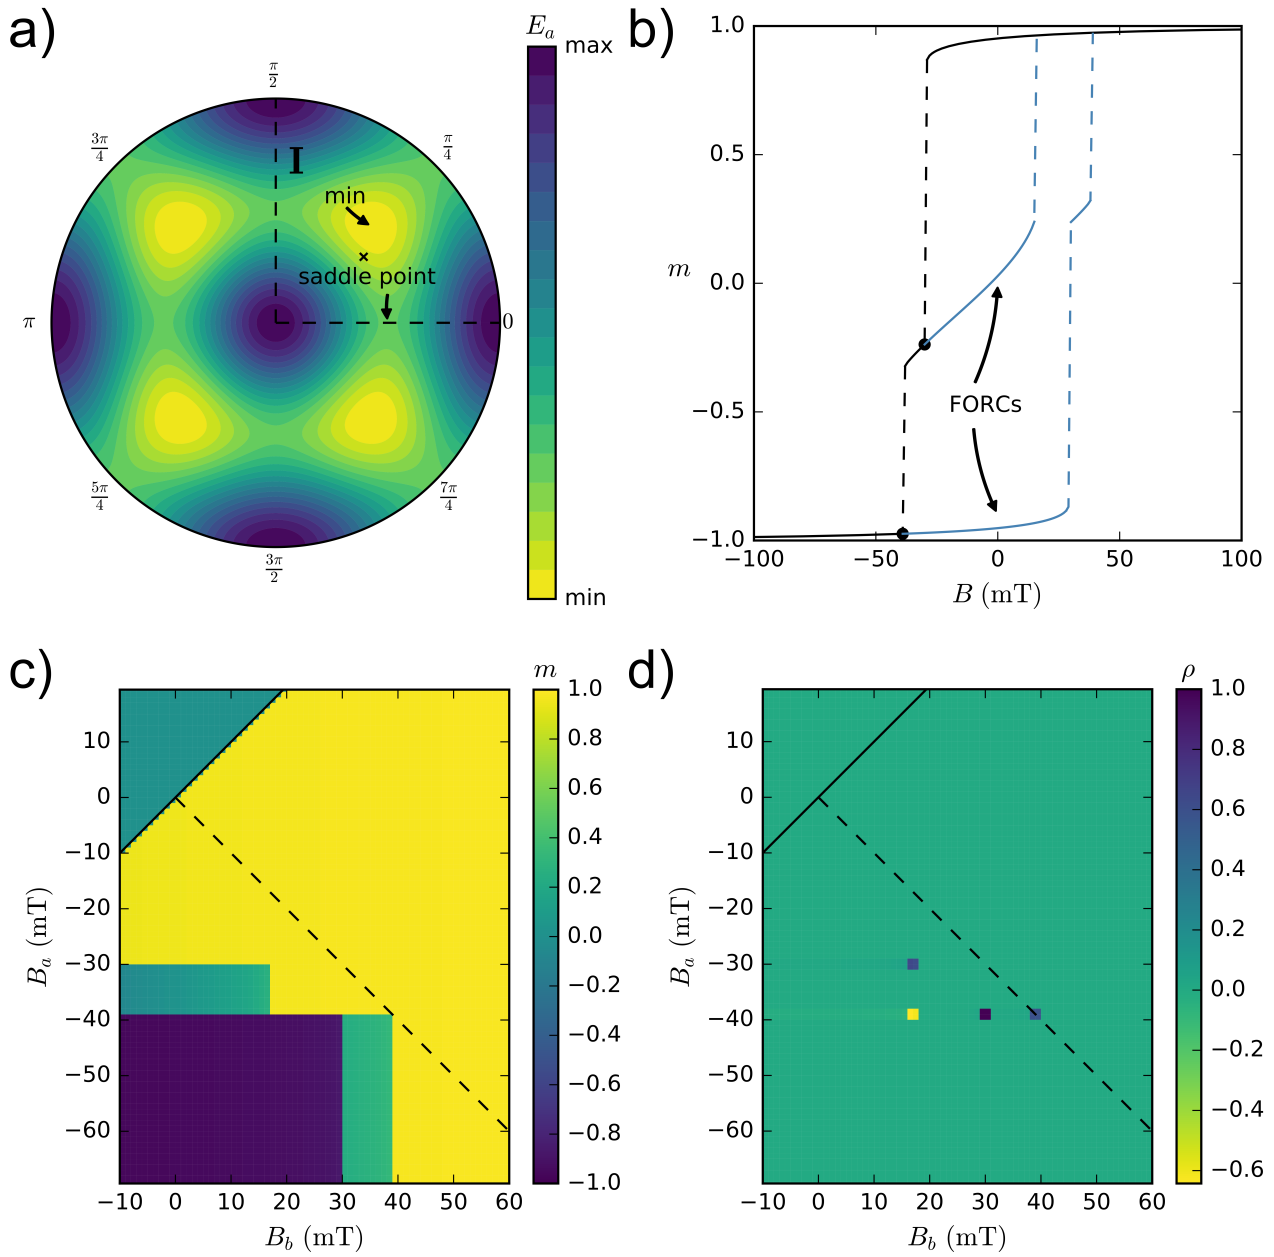 a)
E_a
max
π/2
3π/4
π/4
I
min
saddle point
π
0
5π/4
7π/4
3π/2
min
b)
1.0
0.5
m
0.0
FORCs
−0.5
−1.0
−100 −50 0 50 100
B (mT)
c)
m
10
0
−10
−20
−30
−40
−50
−60
B_a (mT)
−10 0 10 20 30 40 50 60
B_b (mT)
1.0
0.8
0.6
0.4
0.2
0.0
−0.2
−0.4
−0.6
−0.8
−1.0
d)
ρ
10
0
−10
−20
−30
−40
−50
−60
B_a (mT)
−10 0 10 20 30 40 50 60
B_b (mT)
1.0
0.8
0.6
0.4
0.2
0.0
−0.2
−0.4
−0.6